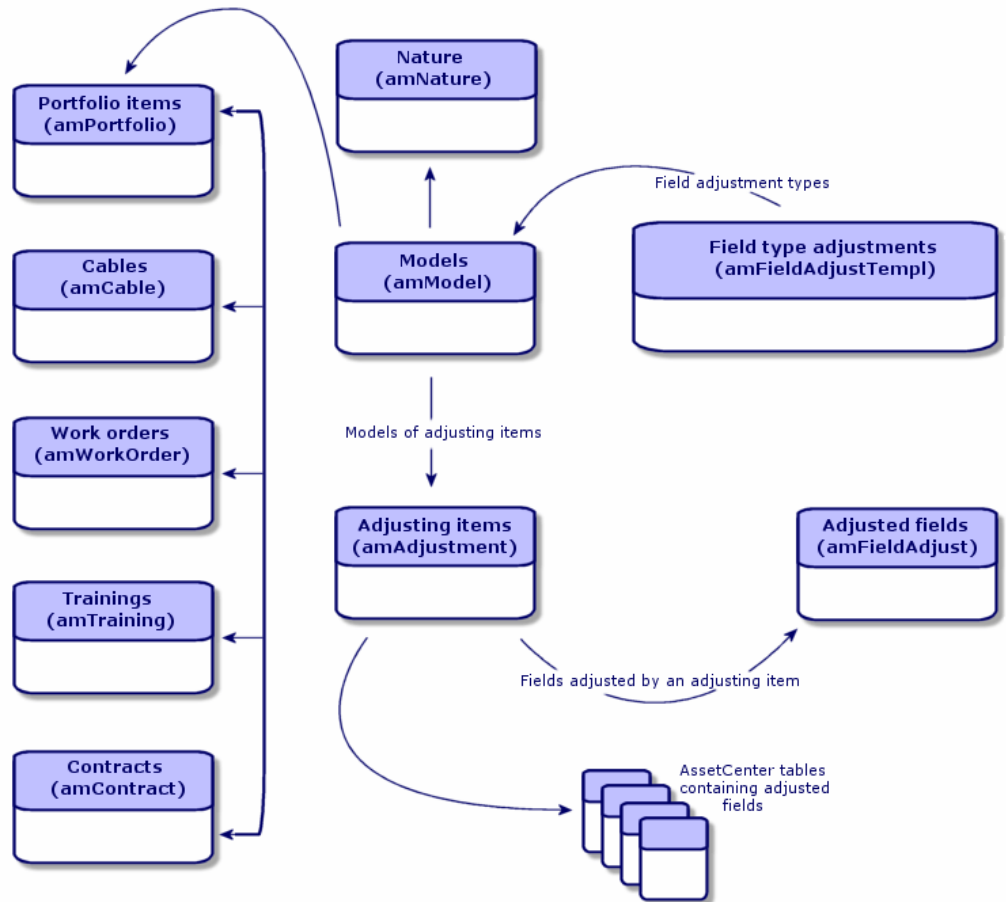 Nature
(amNature)
Portfolio items
(amPortfolio)
Field adjustment types
Cables
(amCable)
Models
(amModel)
Field type adjustments
(amFieldAdjustTempl)
Work orders
(amWorkOrder)
Models of adjusting items
Adjusting items
(amAdjustment)
Adjusted fields
(amFieldAdjust)
Trainings
(amTraining)
Fields adjusted by an adjusting item
Contracts
(amContract)
AssetCenter tables
containing adjusted
fields